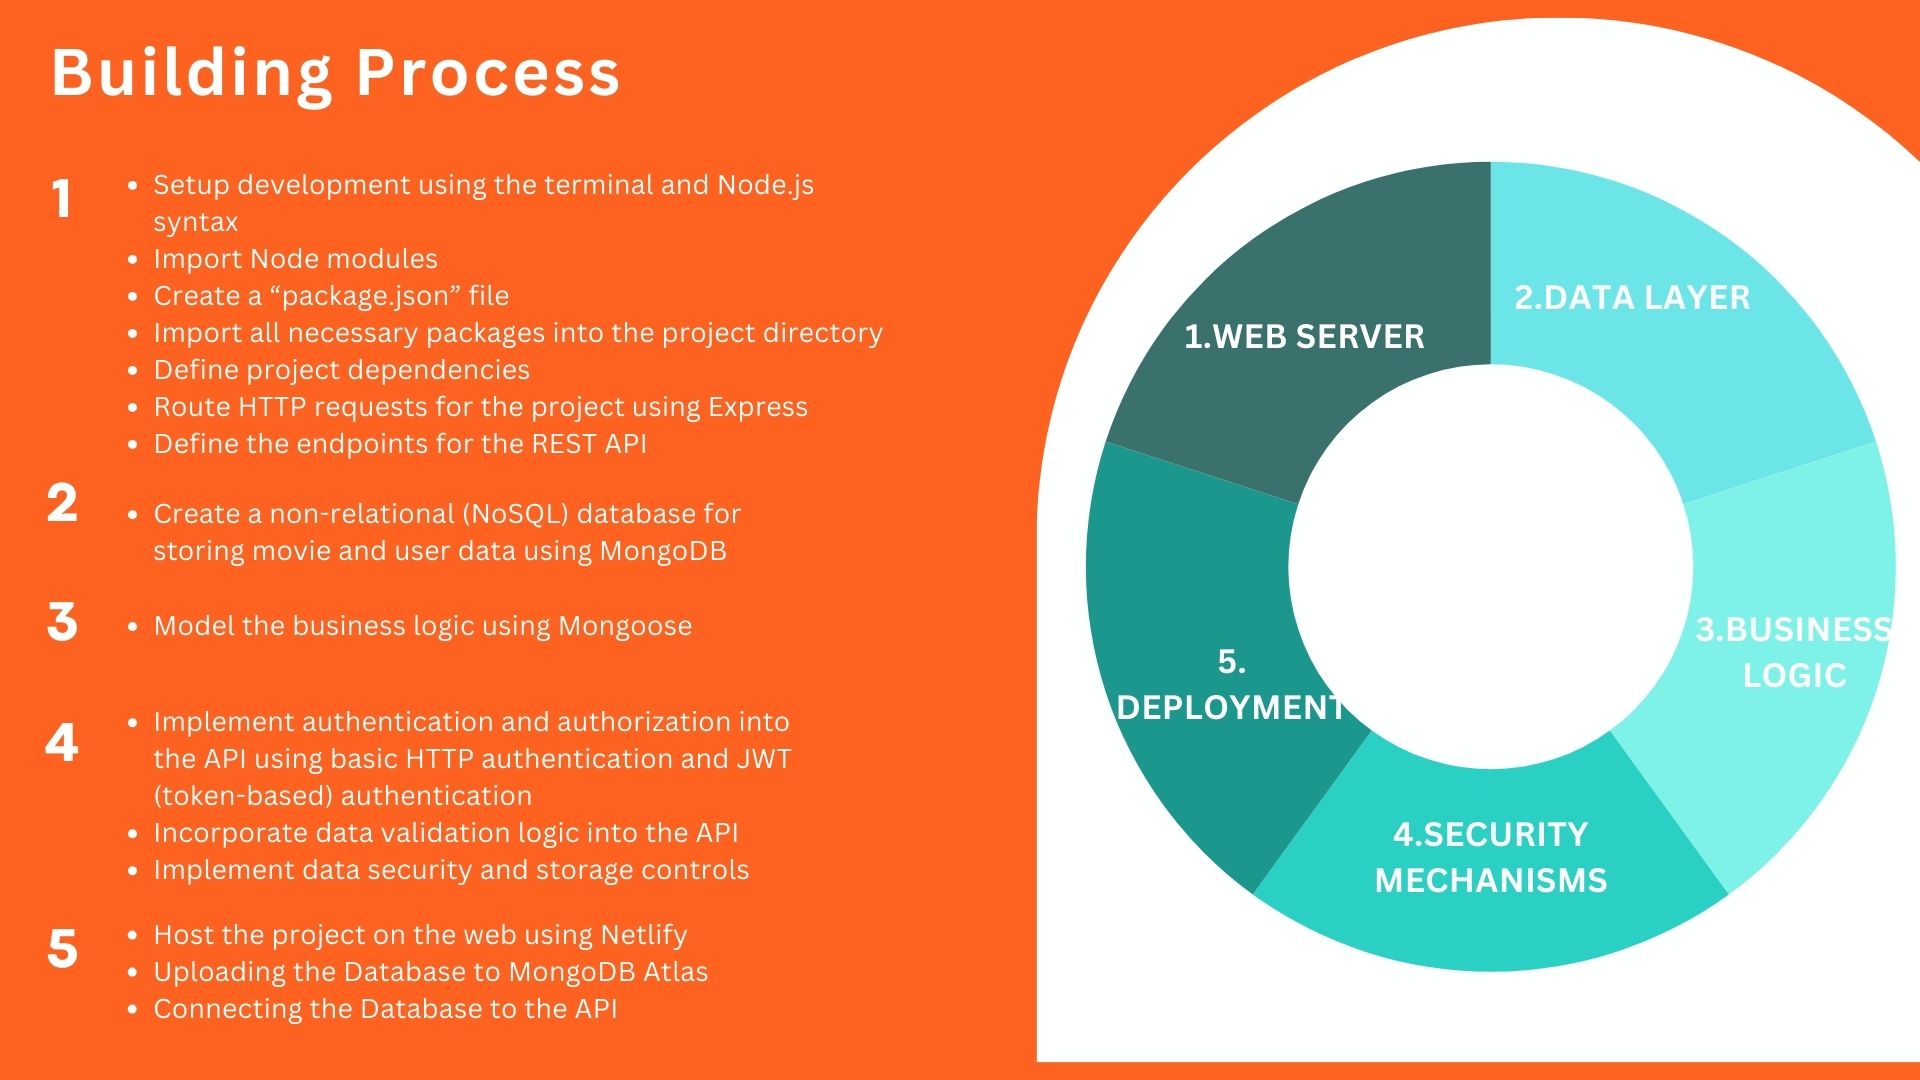 Building Process
1
• Setup development using the terminal and Node.js
syntax
• Import Node modules
• Create a “package.json” file
• Import all necessary packages into the project directory
• Define project dependencies
• Route HTTP requests for the project using Express
• Define the endpoints for the REST API
2
• Create a non-relational (NoSQL) database for
storing movie and user data using MongoDB
3
• Model the business logic using Mongoose
4
• Implement authentication and authorization into
the API using basic HTTP authentication and JWT
(token-based) authentication
• Incorporate data validation logic into the API
• Implement data security and storage controls
5
• Host the project on the web using Netlify
• Uploading the Database to MongoDB Atlas
• Connecting the Database to the API
1.WEB SERVER
2.DATA LAYER
3.BUSINESS
LOGIC
4.SECURITY
MECHANISMS
5.
DEPLOYMENT